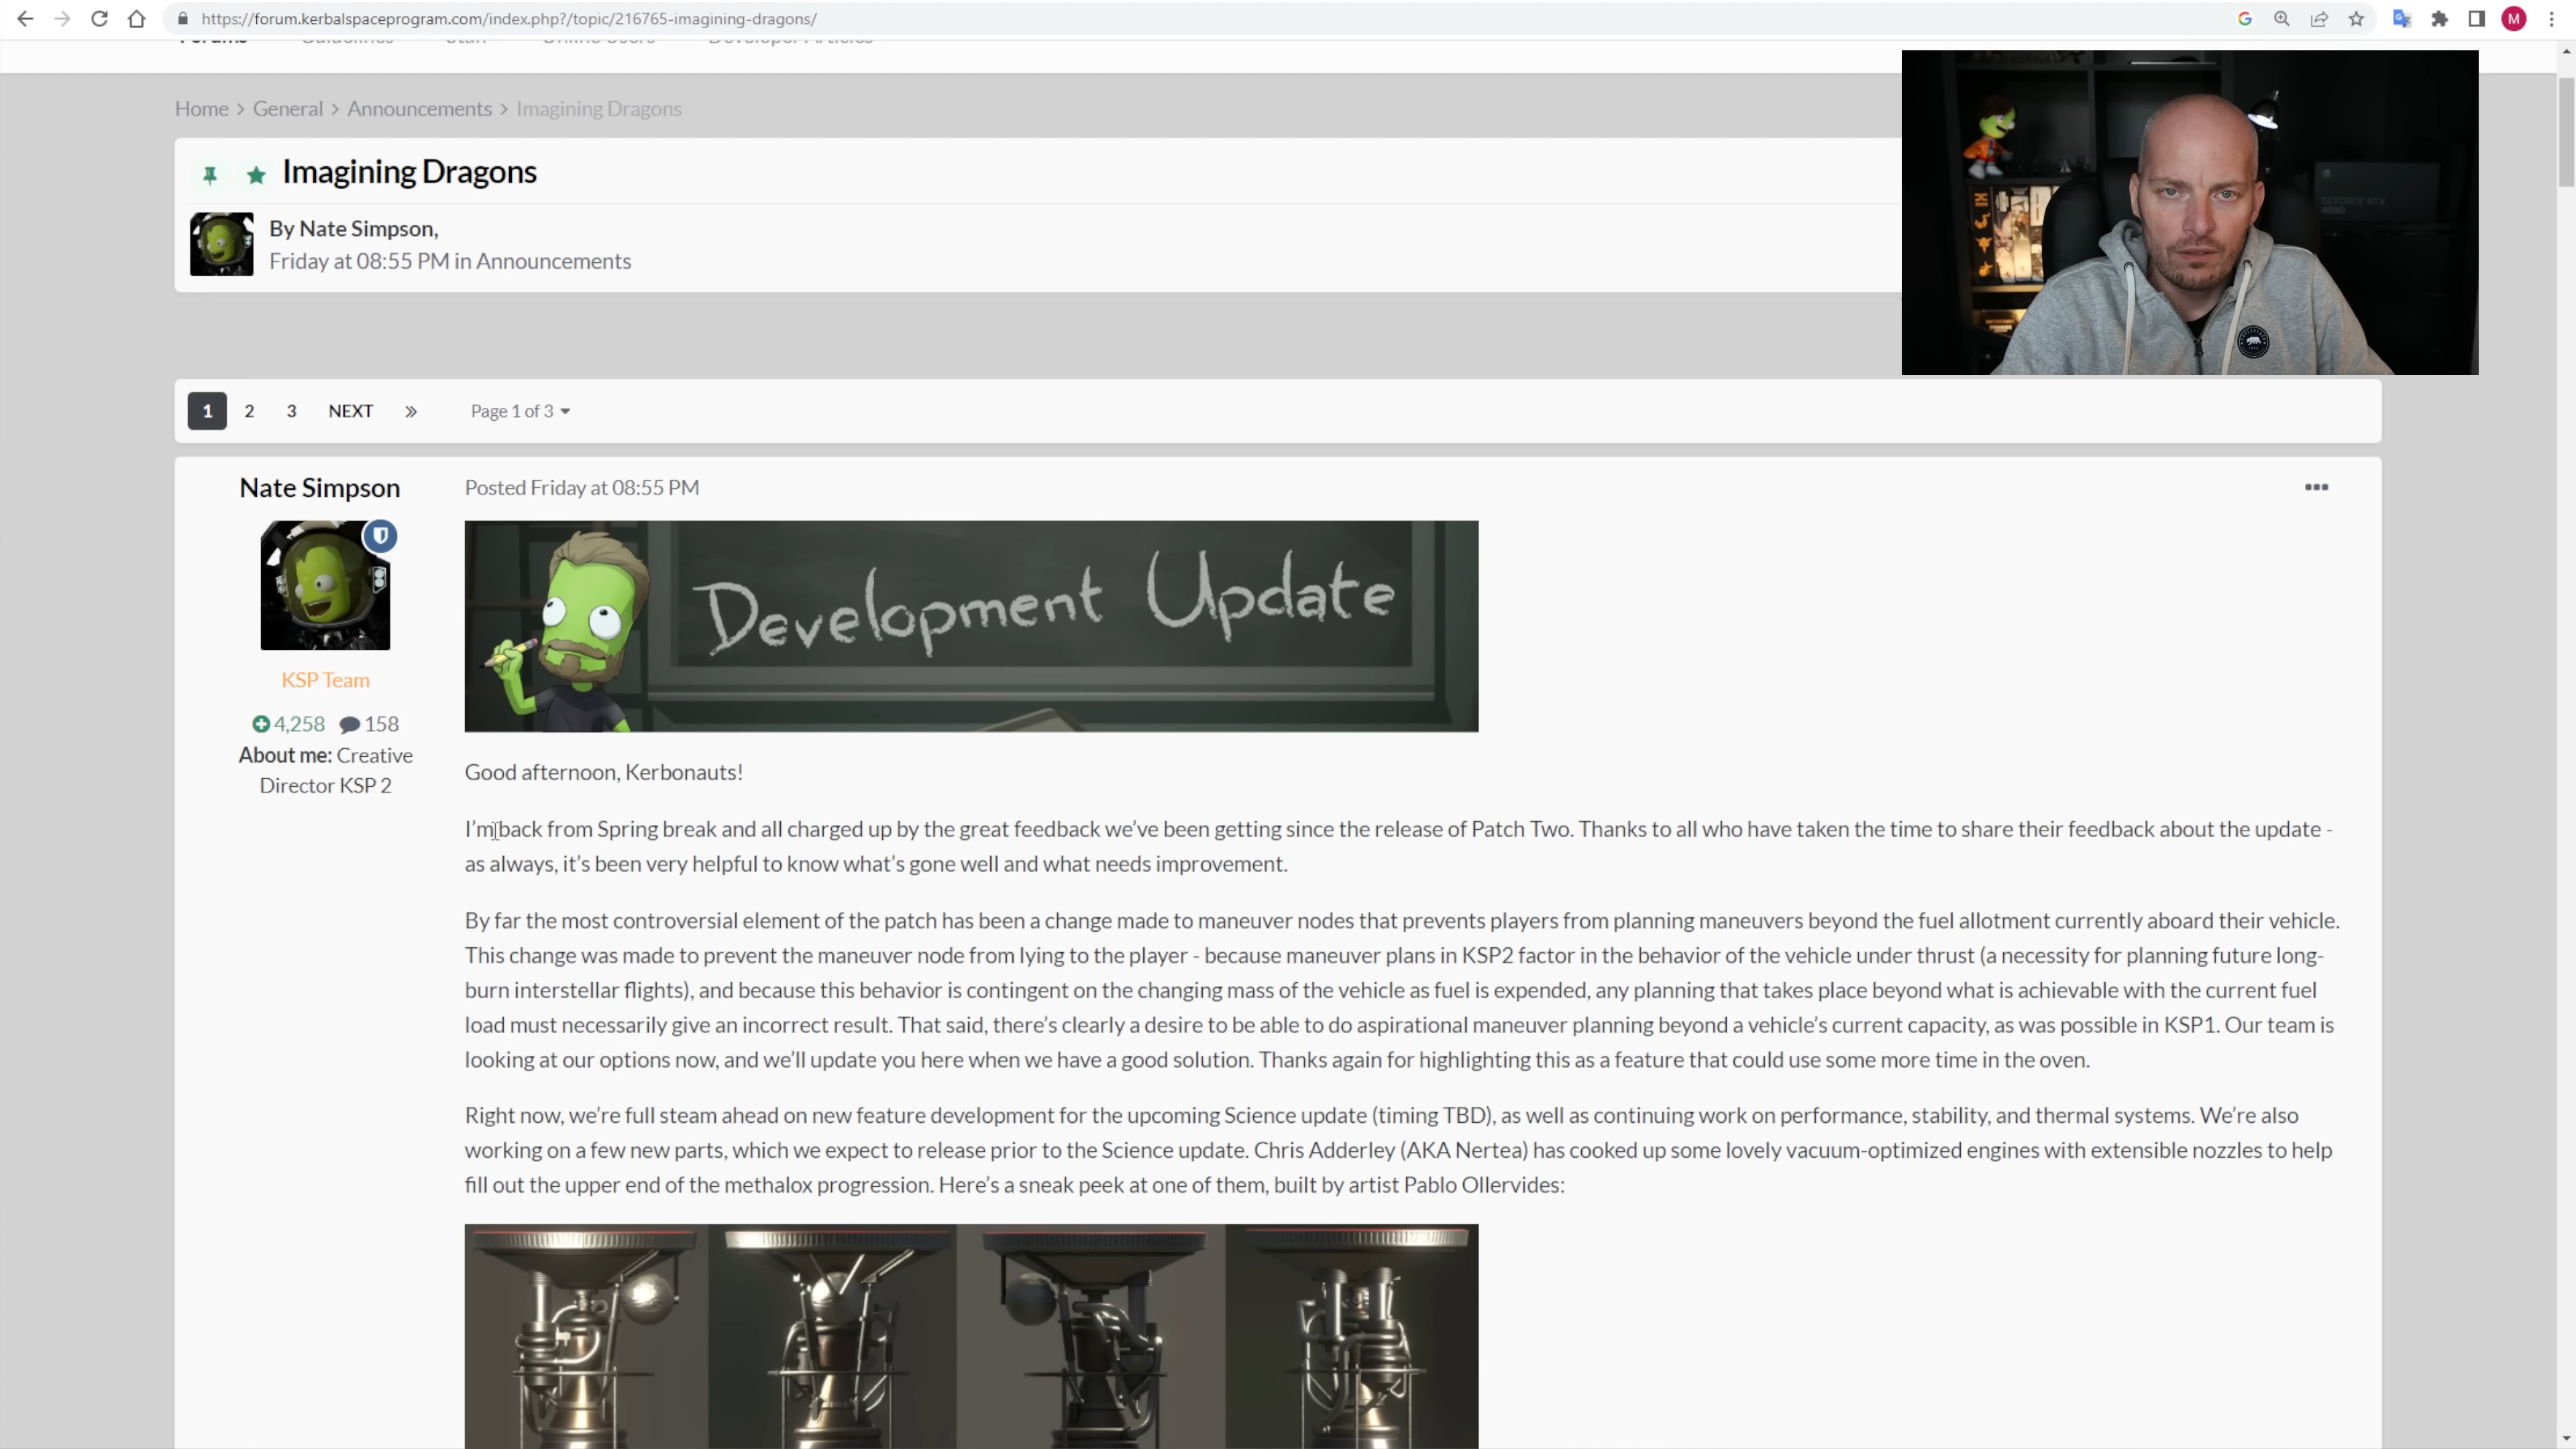 https://forum.kerbalspaceprogram.com/index.php?/topic/216765-imagining-dragons/
M
Forums Guidelines Staff Online Users Developer Articles
Home > General > Announcements > Imagining Dragons
Imagining Dragons
By Nate Simpson,
Friday at 08:55 PM in Announcements
GEFORCE RTX
4090
1 2 3 NEXT » Page 1 of 3
Nate Simpson
Posted Friday at 08:55 PM
Development Update
KSP Team
4,258 158
About me: Creative
Director KSP 2
Good afternoon, Kerbonauts!
I’m back from Spring break and all charged up by the great feedback we’ve been getting since the release of Patch Two. Thanks to all who have taken the time to share their feedback about the update -
as always, it’s been very helpful to know what’s gone well and what needs improvement.
By far the most controversial element of the patch has been a change made to maneuver nodes that prevents players from planning maneuvers beyond the fuel allotment currently aboard their vehicle.
This change was made to prevent the maneuver node from lying to the player - because maneuver plans in KSP2 factor in the behavior of the vehicle under thrust (a necessity for planning future long-
burn interstellar flights), and because this behavior is contingent on the changing mass of the vehicle as fuel is expended, any planning that takes place beyond what is achievable with the current fuel
load must necessarily give an incorrect result. That said, there’s clearly a desire to be able to do aspirational maneuver planning beyond a vehicle’s current capacity, as was possible in KSP1. Our team is
looking at our options now, and we’ll update you here when we have a good solution. Thanks again for highlighting this as a feature that could use some more time in the oven.
Right now, we’re full steam ahead on new feature development for the upcoming Science update (timing TBD), as well as continuing work on performance, stability, and thermal systems. We’re also
working on a few new parts, which we expect to release prior to the Science update. Chris Adderley (AKA Nertea) has cooked up some lovely vacuum-optimized engines with extensible nozzles to help
fill out the upper end of the methalox progression. Here’s a sneak peek at one of them, built by artist Pablo Ollervides: